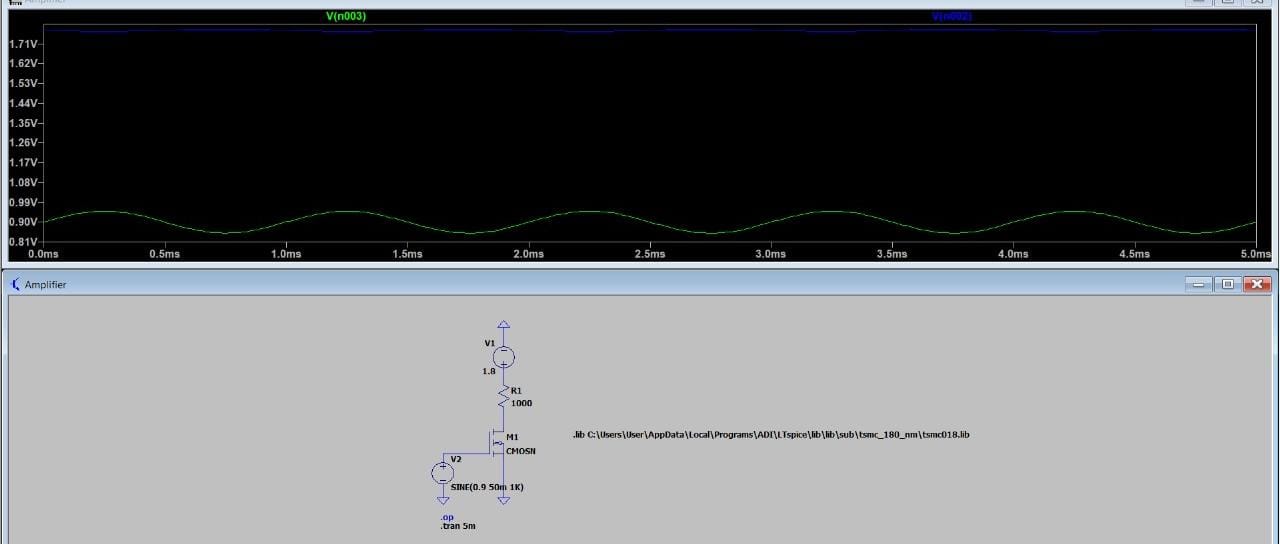 Amplifier
V(n003)
V(n002)
1.71V
1.62V
1.53V
1.44V
1.35V
1.26V
1.17V
1.08V
0.99V
0.90V
0.81V
0.0ms
0.5ms
1.0ms
1.5ms
2.0ms
2.5ms
3.0ms
3.5ms
4.0ms
4.5ms
5.0ms
Amplifier
V1
1.8
R1
1000
.lib C:\Users\User\AppData\Local\Programs\ADI\LTspice\lib\lib\sub\tsmc_180_nm\tsmc018.lib
M1
CMOSN
V2
SINE(0.9 50m 1K)
.op
.tran 5m